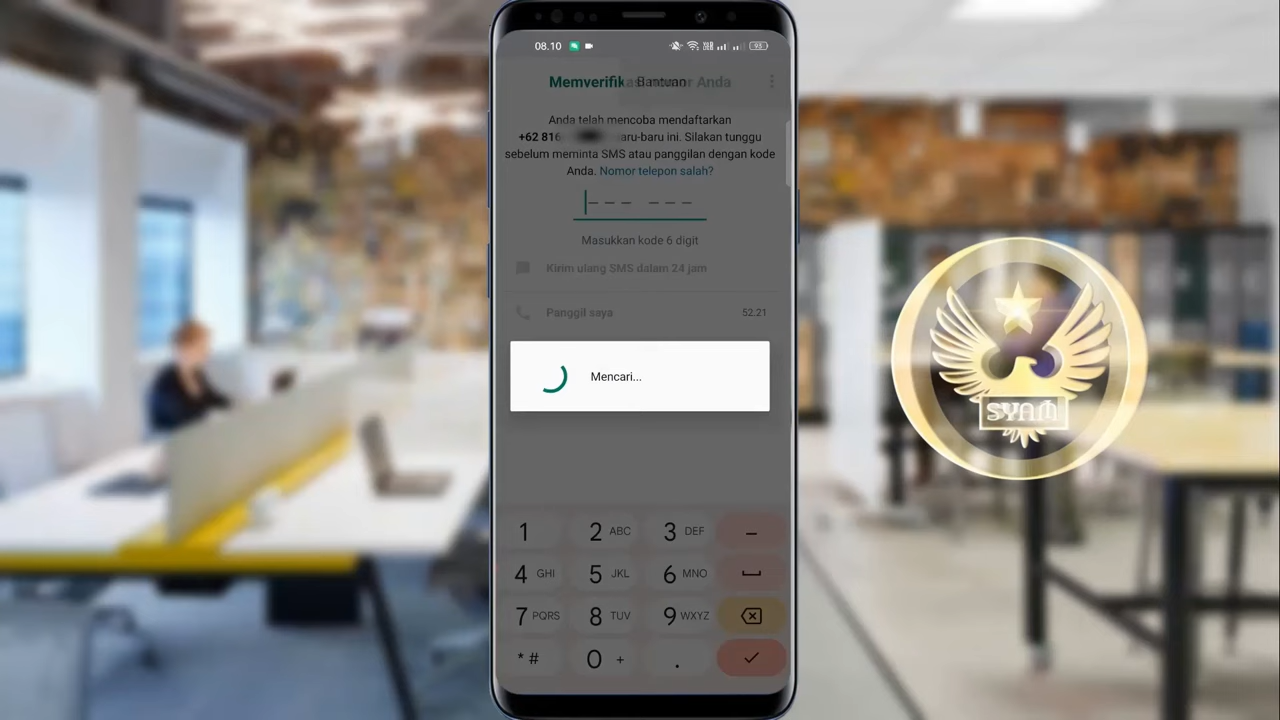 08.10
93
Memverifikasi nomor Anda
Bantuan
Anda telah mencoba mendaftarkan
+62 816 aru-baru ini. Silakan tunggu
sebelum meminta SMS atau panggilan dengan kode
Anda. Nomor telepon salah?
Masukkan kode 6 digit
Kirim ulang SMS dalam 24 jam
Panggil saya 52.21
Mencari...
SYAM
1 2 ABC 3 DEF –
4 GHI 5 JKL 6 MNO
7 PQRS 8 TUV 9 WXYZ
* # 0 + .